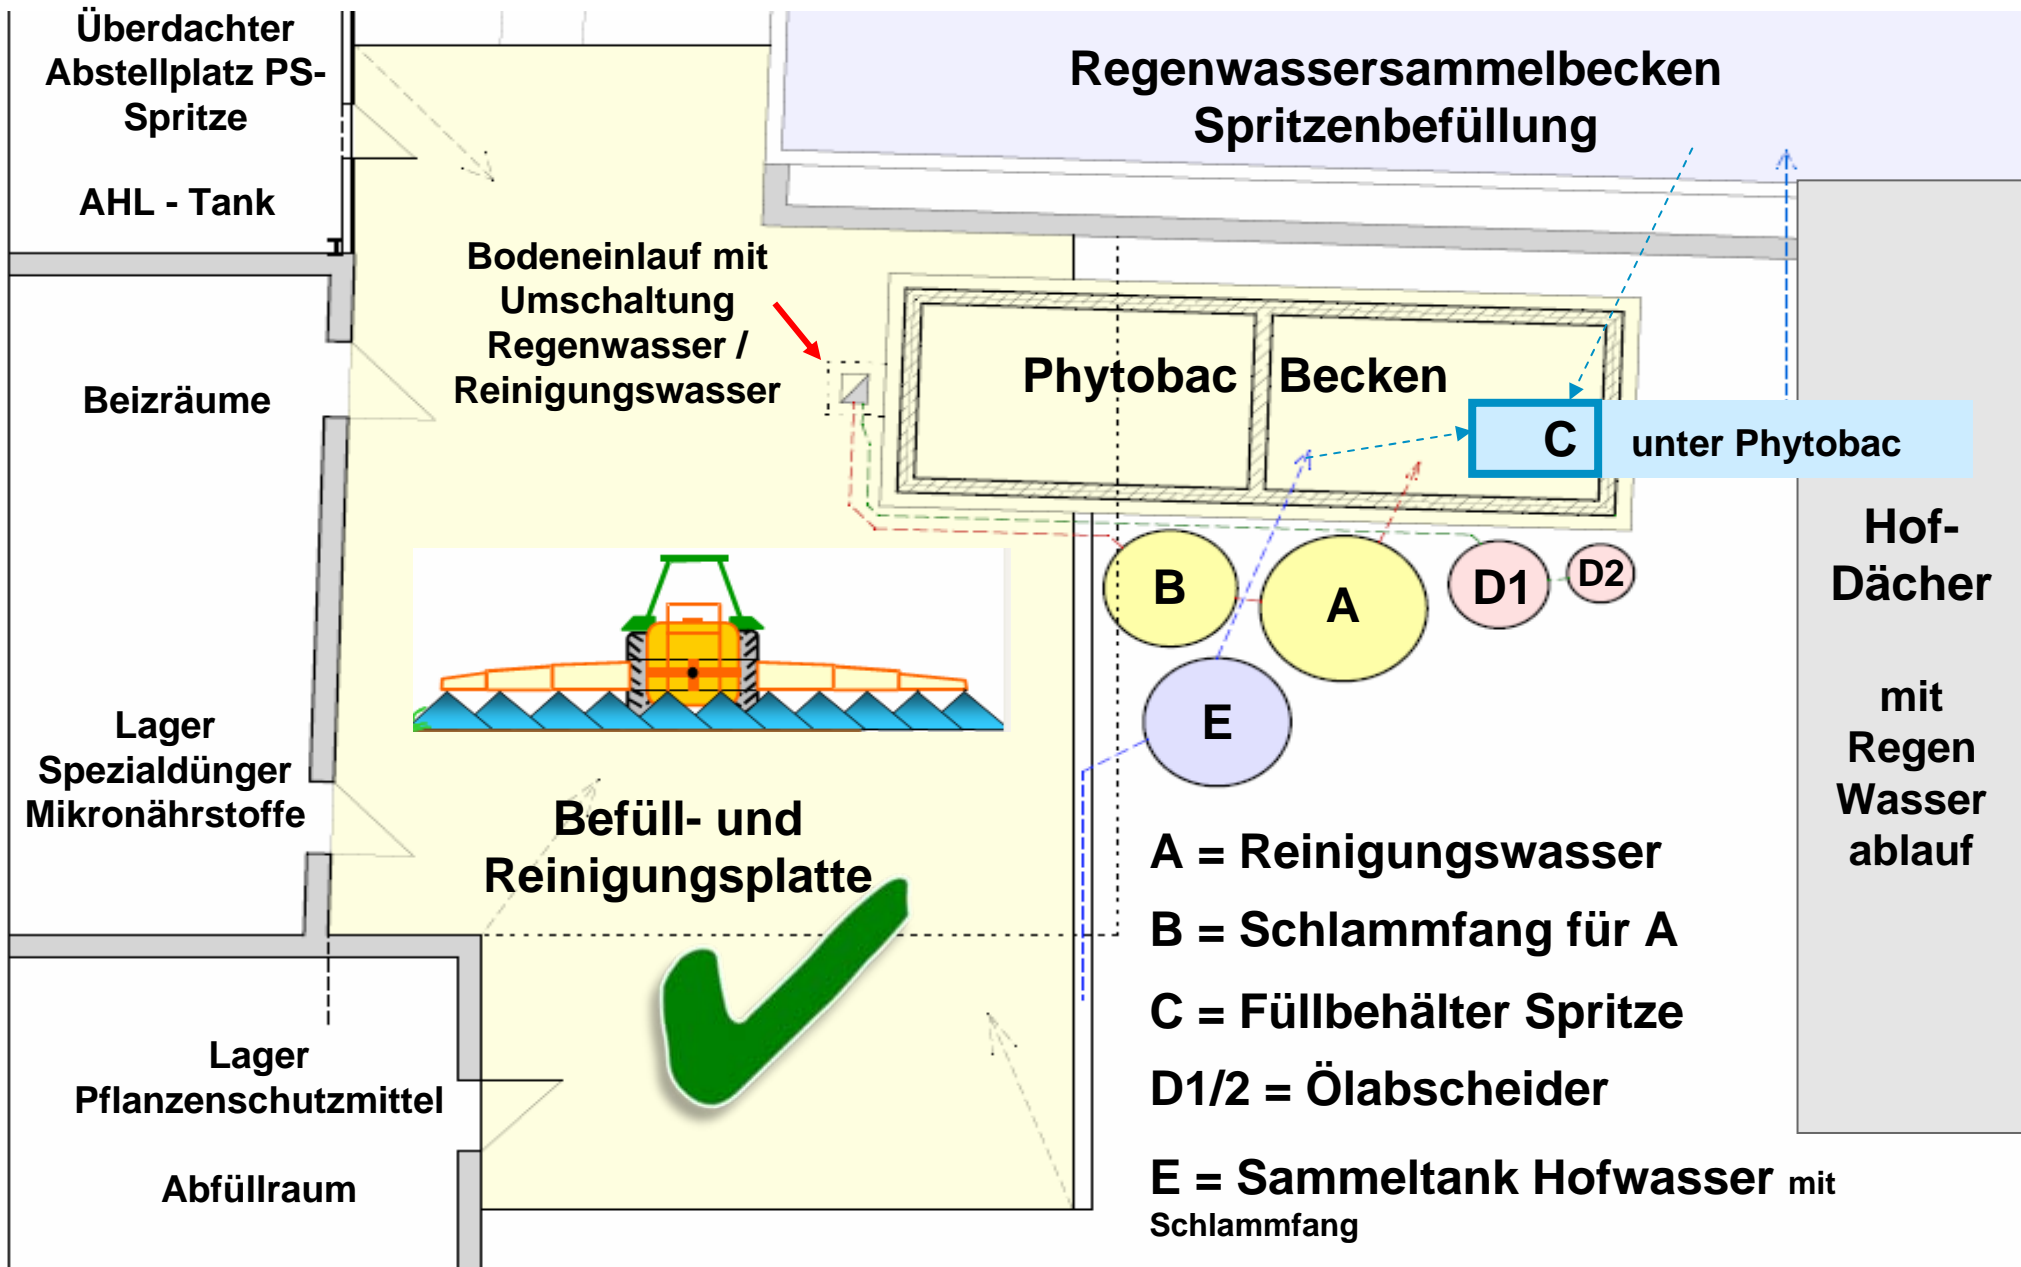 Überdachter
Abstellplatz PS-
Spritze
AHL - Tank
Regenwassersammelbecken
Spritzenbefüllung
Bodeneinlauf mit
Umschaltung
Regenwasser /
Reinigungswasser
Beizräume
Phytobac Becken
C unter Phytobac
Hof-
Dächer
mit
Regen
Wasser
ablauf
B A D1 D2
E
Lager
Spezialdünger
Mikronährstoffe
Befüll- und
Reinigungsplatte
Lager
Pflanzenschutzmittel
Abfüllraum
A = Reinigungswasser
B = Schlammfang für A
C = Füllbehälter Spritze
D1/2 = Ölabscheider
E = Sammeltank Hofwasser mit
Schlammfang